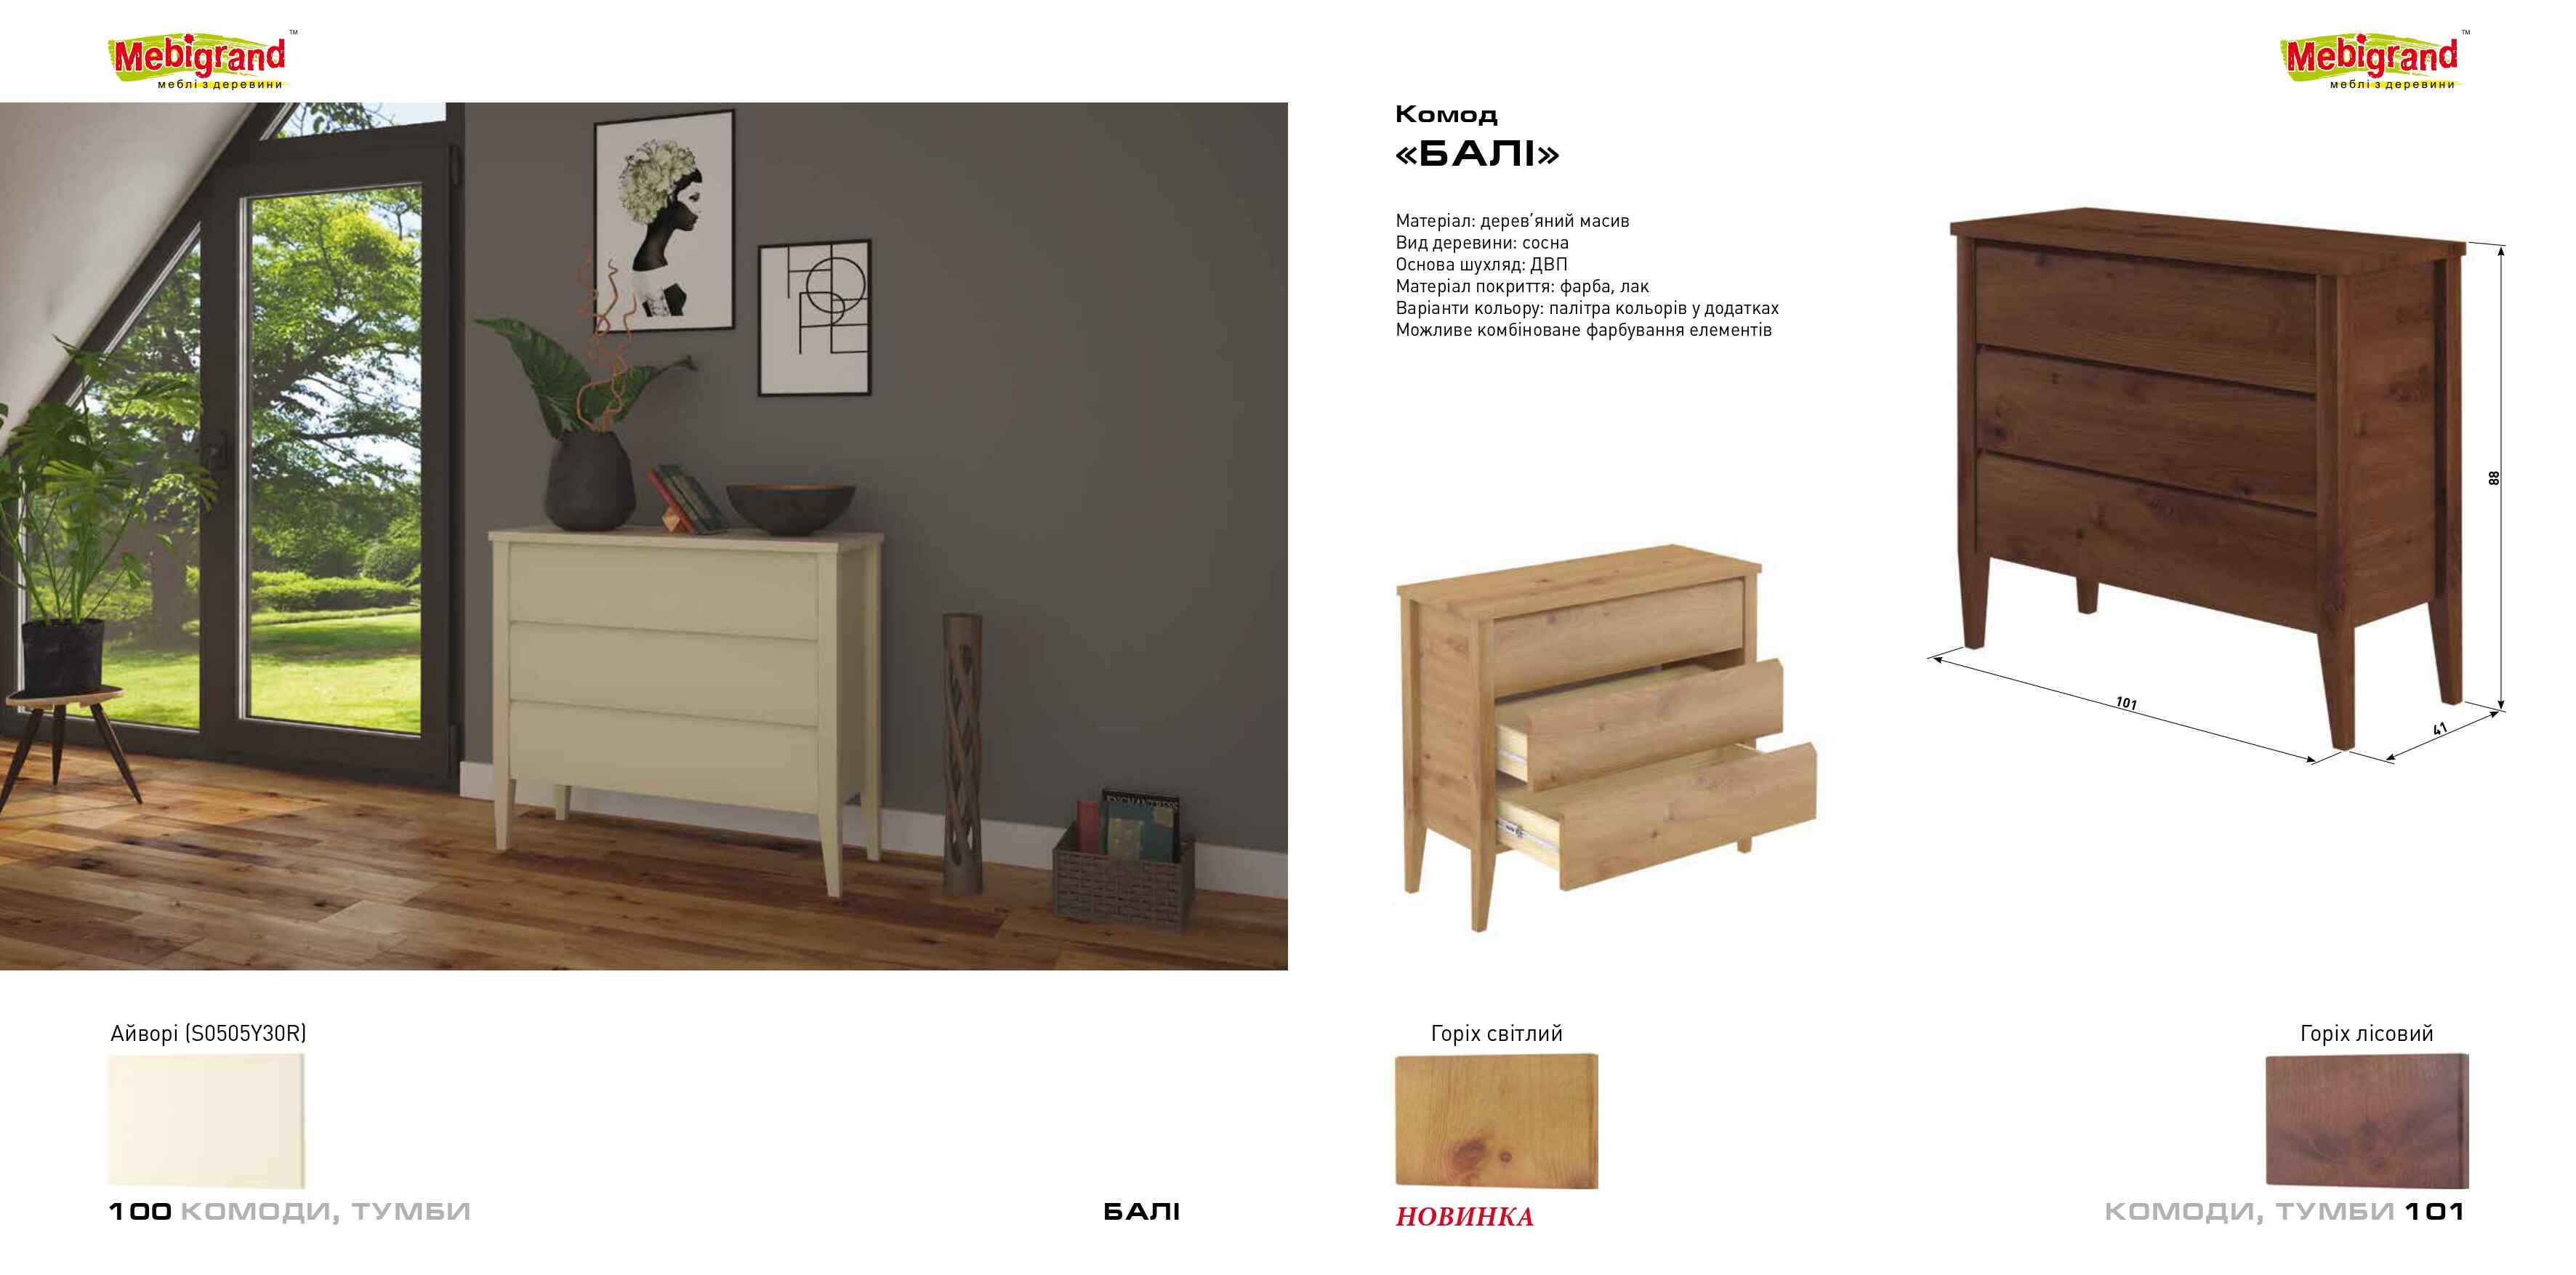 Mebigrand TM
меблі з деревини
Mebigrand TM
меблі з деревини
Комод
«БАЛІ»
Матеріал: дерев’яний масив
Вид деревини: сосна
Основа шухляд: ДВП
Матеріал покриття: фарба, лак
Варіанти кольору: палітра кольорів у додатках
Можливе комбіноване фарбування елементів
88
101
41
Айворі (S0505Y30R)
Горіх світлий
Горіх лісовий
100 КОМОДИ, ТУМБИ
БАЛІ
НОВИНКА
КОМОДИ, ТУМБИ 101